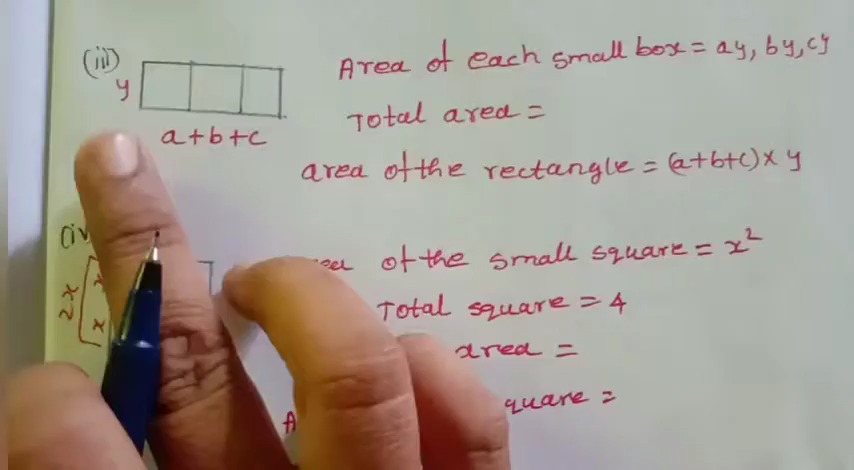 (iii)
Area of each small box = ay, by, cy
y
Total area =
a+b+c
area of the rectangle = (a+b+c) x y
of the small square = x²
2x
x
x
Total square = 4
area =
=